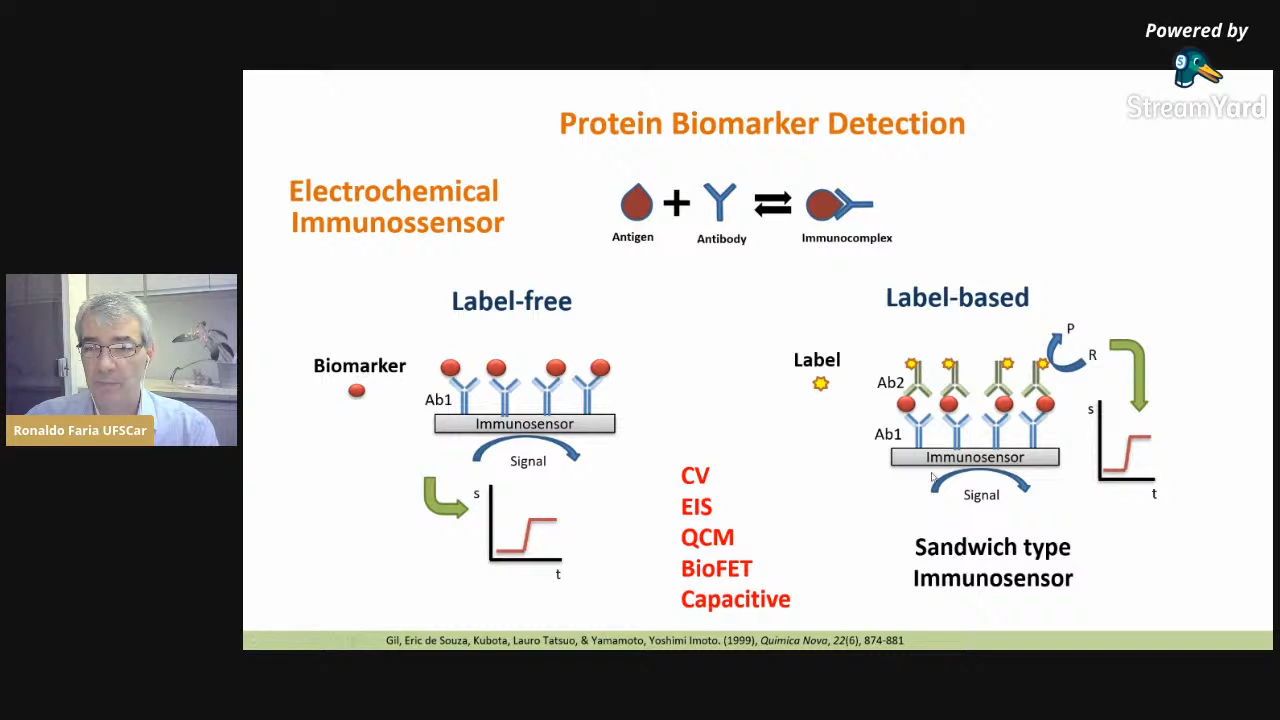 Powered by
S
StreamYard
Protein Biomarker Detection
Electrochemical
Immunossensor
Antigen
Antibody
Immunocomplex
Label-free
Label-based
Biomarker
Ab1
Immunosensor
Signal
s
t
Label
Ab2
Ab1
Immunosensor
Signal
P
R
s
t
CV
EIS
QCM
BioFET
Capacitive
Sandwich type
Immunosensor
Ronaldo Faria UFSCar
Gil, Eric de Souza, Kubota, Lauro Tatsuo, & Yamamoto, Yoshimi Imoto. (1999), Química Nova, 22(6), 874-881